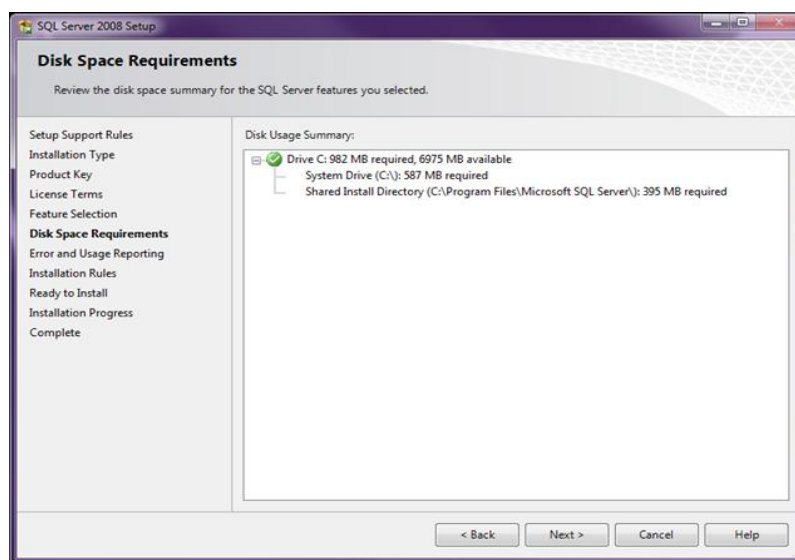 SQL Server 2008 Setup
Disk Space Requirements
Review the disk space summary for the SQL Server features you selected.
Setup Support Rules
Installation Type
Product Key
License Terms
Feature Selection
Disk Space Requirements
Error and Usage Reporting
Installation Rules
Ready to Install
Installation Progress
Complete
Disk Usage Summary:
Drive C: 982 MB required, 6975 MB available
System Drive (C:\): 587 MB required
Shared Install Directory (C:\Program Files\Microsoft SQL Server\): 395 MB required
< Back
Next >
Cancel
Help